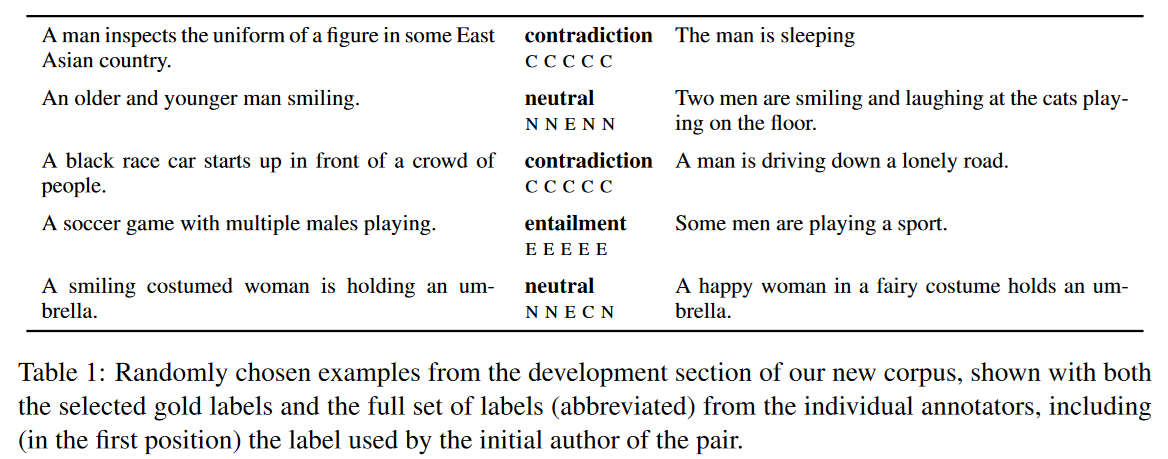 A man inspects the uniform of a figure in some East contradiction The man is sleeping
Asian country. C C C C C
An older and younger man smiling. neutral Two men are smiling and laughing at the cats play-
N N E N N ing on the floor.
A black race car starts up in front of a crowd of contradiction A man is driving down a lonely road.
people. C C C C C
A soccer game with multiple males playing. entailment Some men are playing a sport.
E E E E E
A smiling costumed woman is holding an um- neutral A happy woman in a fairy costume holds an um-
brella. N N E C N brella.
Table 1: Randomly chosen examples from the development section of our new corpus, shown with both
the selected gold labels and the full set of labels (abbreviated) from the individual annotators, including
(in the first position) the label used by the initial author of the pair.